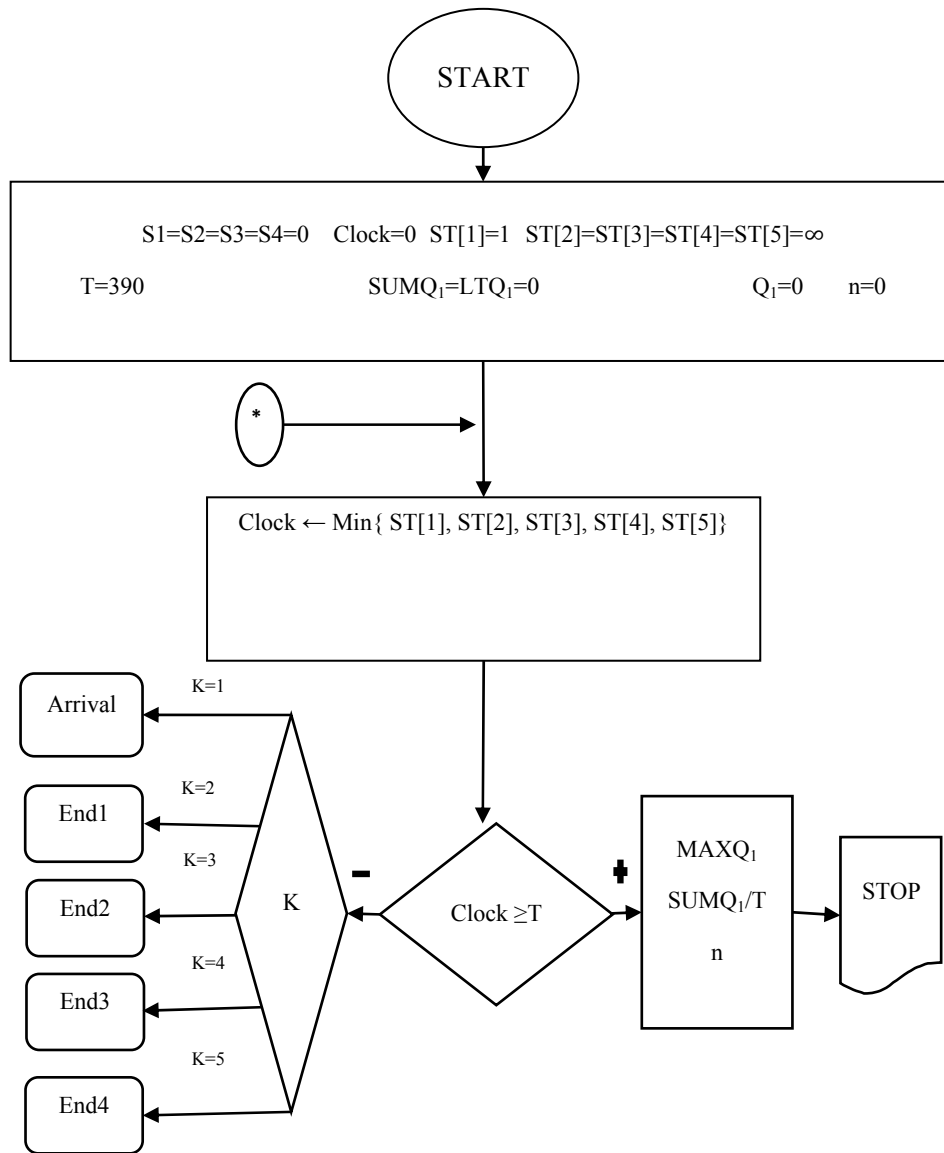 START
S1=S2=S3=S4=0 Clock=0 ST[1]=1 ST[2]=ST[3]=ST[4]=ST[5]=∞
T=390 SUMQ₁=LTQ₁=0 Q₁=0 n=0
*
Clock ← Min{ ST[1], ST[2], ST[3], ST[4], ST[5]}
K=1
Arrival
K=2
End1
K=3
End2
K=4
End3
K=5
End4
K
-
Clock ≥T
+
MAXQ₁
SUMQ₁/T
n
STOP